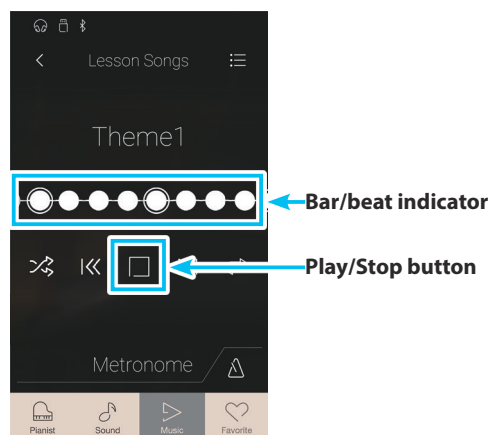 Lesson Songs
Theme1
Bar/beat indicator
Play/Stop button
Metronome
Pianist Sound Music Favorite